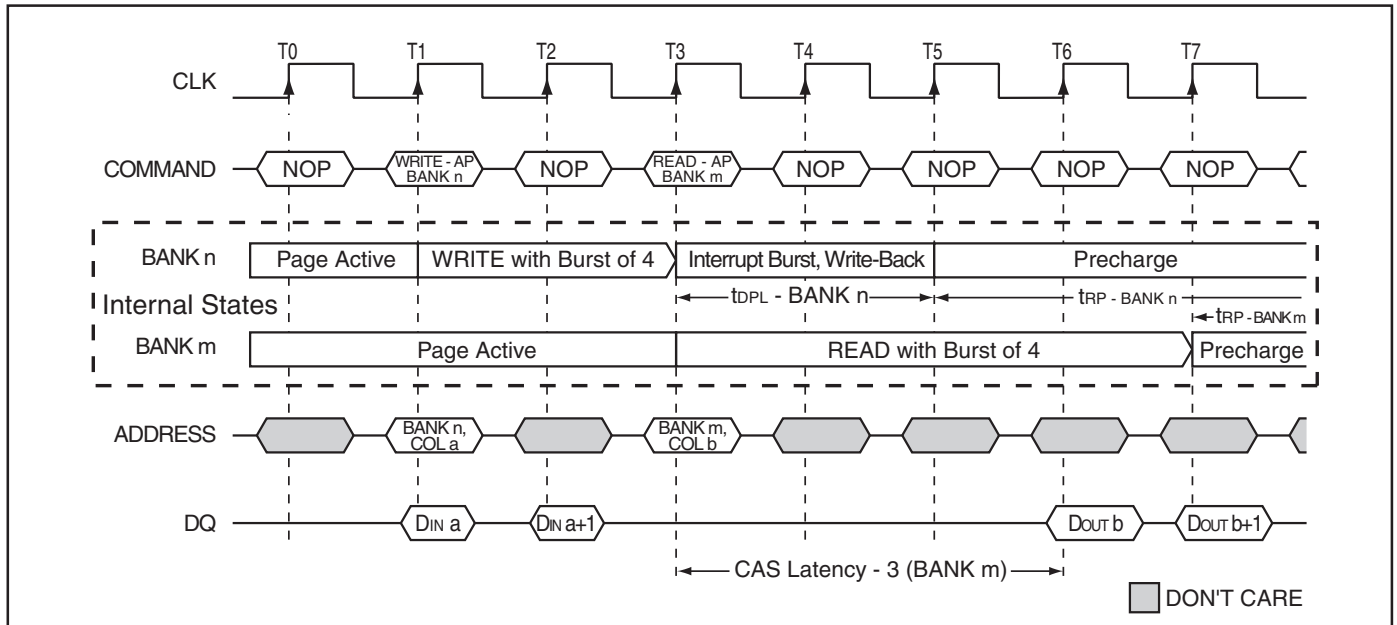 T0 T1 T2 T3 T4 T5 T6 T7
CLK
COMMAND NOP WRITE - AP BANK n NOP READ - AP BANK m NOP NOP NOP NOP
BANK n Page Active WRITE with Burst of 4 Interrupt Burst, Write-Back Precharge
tDPL - BANK n tRP - BANK n
Internal States
tRP - BANK m
BANK m Page Active READ with Burst of 4 Precharge
ADDRESS BANK n, COL a BANK m, COL b
DQ DIN a DIN a+1 DOUT b DOUT b+1
CAS Latency - 3 (BANK m)
DON'T CARE